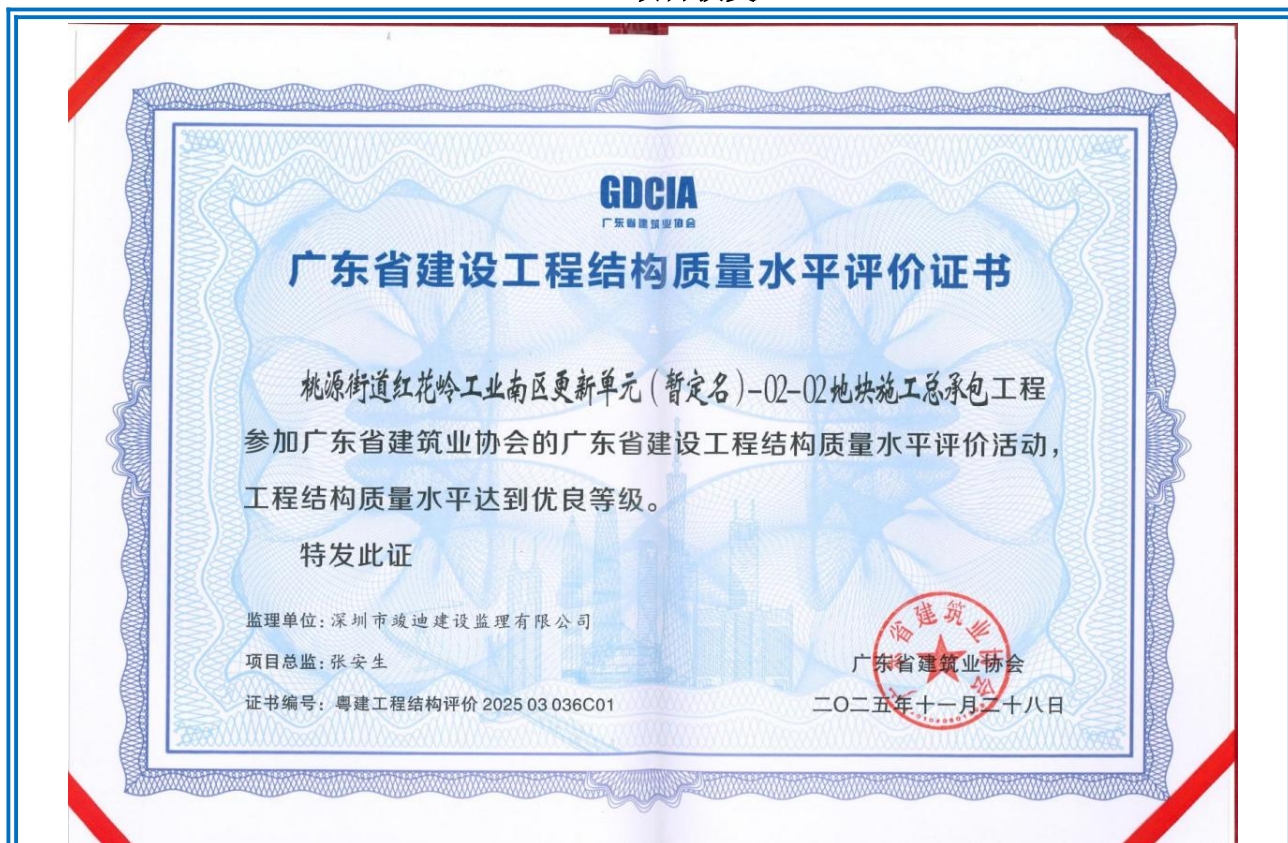 GDCIA
广东省建筑业协会
广东省建设工程结构质量水平评价证书
桃源街道红花岭工业南区更新单元(暂定名)-02-02地块施工总承包工程
参加广东省建筑业协会的广东省建设工程结构质量水平评价活动，
工程结构质量水平达到优良等级。
特发此证
监理单位：深圳市竣迪建设监理有限公司
项目总监：张安生
证书编号：粤建工程结构评价 2025 03 036C01
广东省建筑业协会
二〇二五年十一月二十八日
广东省建筑业协会